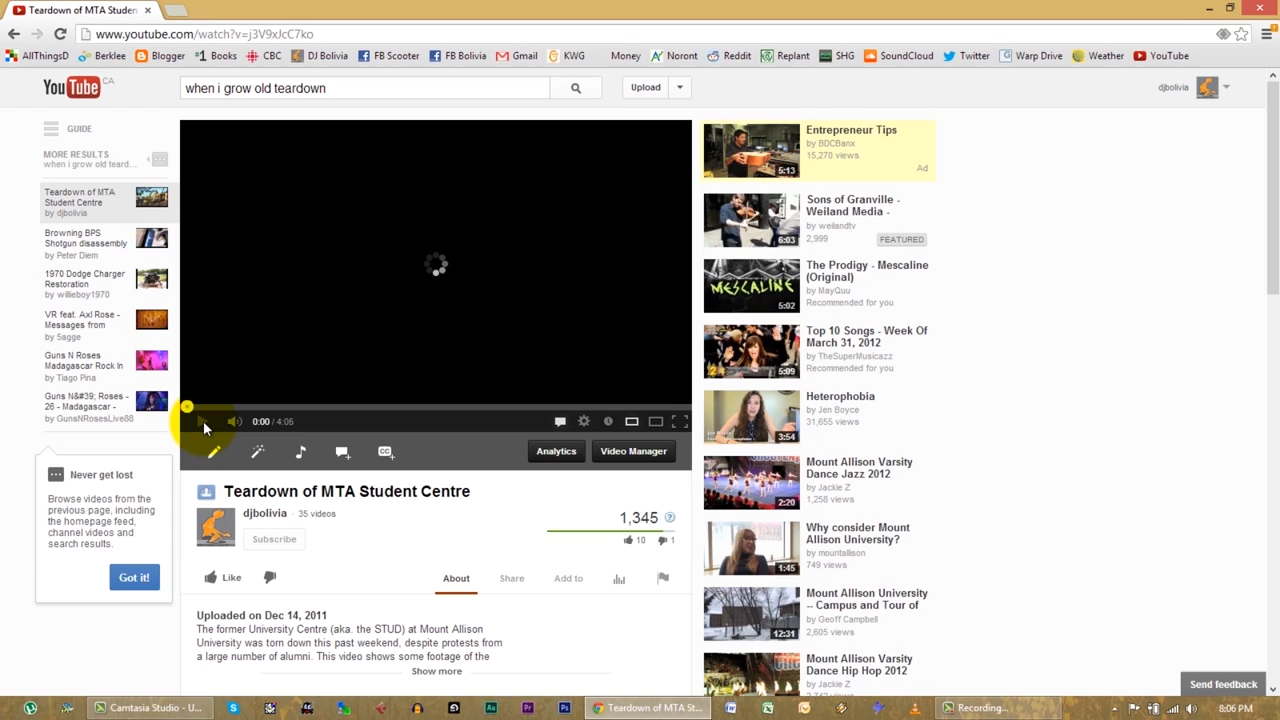 Teardown of MTA Studen
www.youtube.com/watch?v=j3V9xJcC7ko
AllThingsD Berklee Blogger Books CBC DJ Bolivia FB Scooter FB Bolivia Gmail KWG Money Noront Reddit Replant SHG SoundCloud Twitter Warp Drive Weather YouTube
YouTube CA
when i grow old teardown
Upload
djbolivia
GUIDE
MORE RESULTS
when i grow old teard...
Teardown of MTA
Student Centre
by djbolivia
Browning BPS
Shotgun disassembly
by Peter Diem
1970 Dodge Charger
Restoration
by willieboy1970
VR feat. Axl Rose -
Messages from
by 5agge
Guns N Roses
Madagascar Rock In
by Tiago Pina
Guns N&#39; Roses -
26 - Madagascar -
by GunsNRosesLive88
Never get lost
Browse videos from the
previous page, including
the homepage feed,
channel videos and
search results.
Got it!
0:00 / 4:05
Analytics
Video Manager
Teardown of MTA Student Centre
djbolivia · 35 videos
Subscribe
1,345
10 1
Like
About
Share
Add to
Uploaded on Dec 14, 2011
The former University Centre (aka. the STUD) at Mount Allison
University was torn down this past weekend, despite protests from
a large number of alumni. This video shows some footage of the
Show more
Entrepreneur Tips
by BDCBanx
15,270 views
Ad
5:13
Sons of Granville -
Weiland Media -
by weilandtv
2,999
FEATURED
6:03
The Prodigy - Mescaline
(Original)
by MayQuu
Recommended for you
MESCALINE
5:02
Top 10 Songs - Week Of
March 31, 2012
by TheSuperMusicazz
Recommended for you
5:09
Heterophobia
by Jen Boyce
31,655 views
3:54
Mount Allison Varsity
Dance Jazz 2012
by Jackie Z
1,258 views
2:20
Why consider Mount
Allison University?
by mountallison
749 views
1:45
Mount Allison University
-- Campus and Tour of
by Geoff Campbell
2,605 views
12:31
Mount Allison Varsity
Dance Hip Hop 2012
by Jackie Z
Send feedback
Camtasia Studio - U...
Teardown of MTA St...
Recording...
8:06 PM